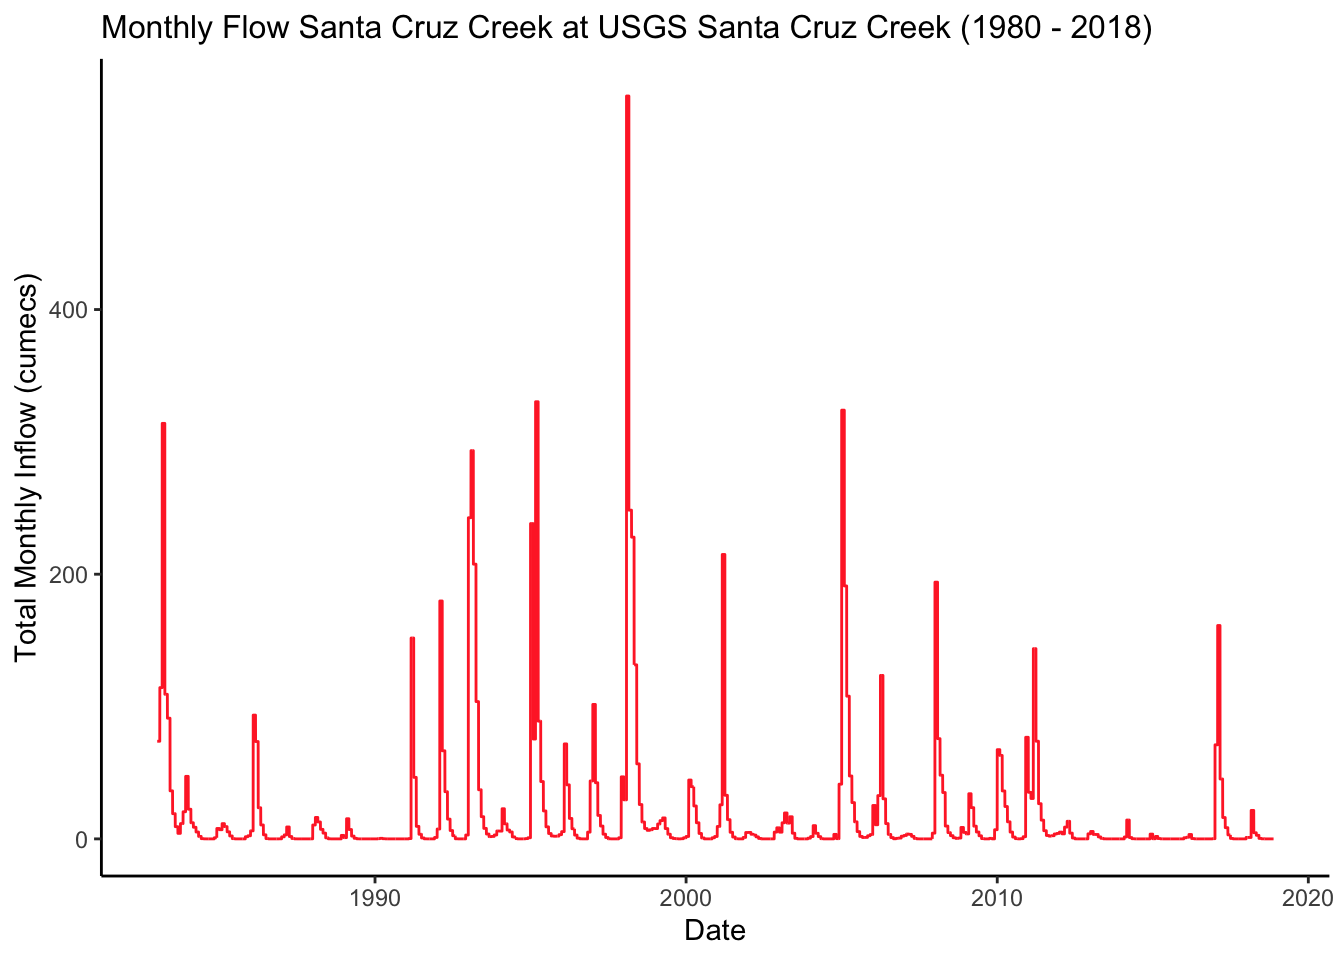 Monthly Flow Santa Cruz Creek at USGS Santa Cruz Creek (1980 - 2018)
Total Monthly Inflow (cumecs)
400
200
0
1990
2000
2010
2020
Date